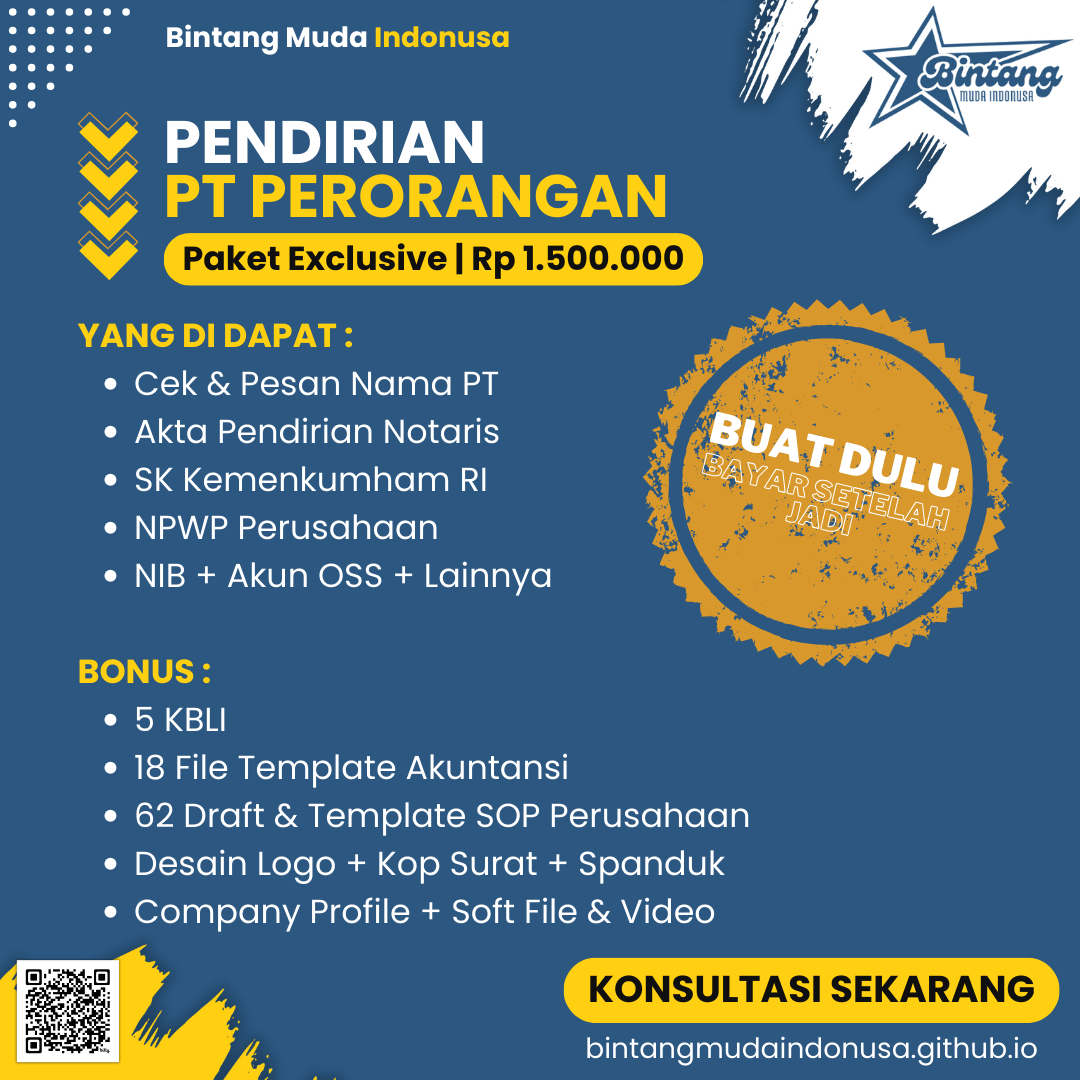 Bintang Muda Indonusa
Bintang
MUDA INDONUSA
PENDIRIAN
PT PERORANGAN
Paket Exclusive | Rp 1.500.000
YANG DI DAPAT :
• Cek & Pesan Nama PT
• Akta Pendirian Notaris
• SK Kemenkumham RI
• NPWP Perusahaan
• NIB + Akun OSS + Lainnya
BUAT DULU
BAYAR SETELAH
JADI
BONUS :
• 5 KBLI
• 18 File Template Akuntansi
• 62 Draft & Template SOP Perusahaan
• Desain Logo + Kop Surat + Spanduk
• Company Profile + Soft File & Video
KONSULTASI SEKARANG
bintangmudaindonusa.github.io